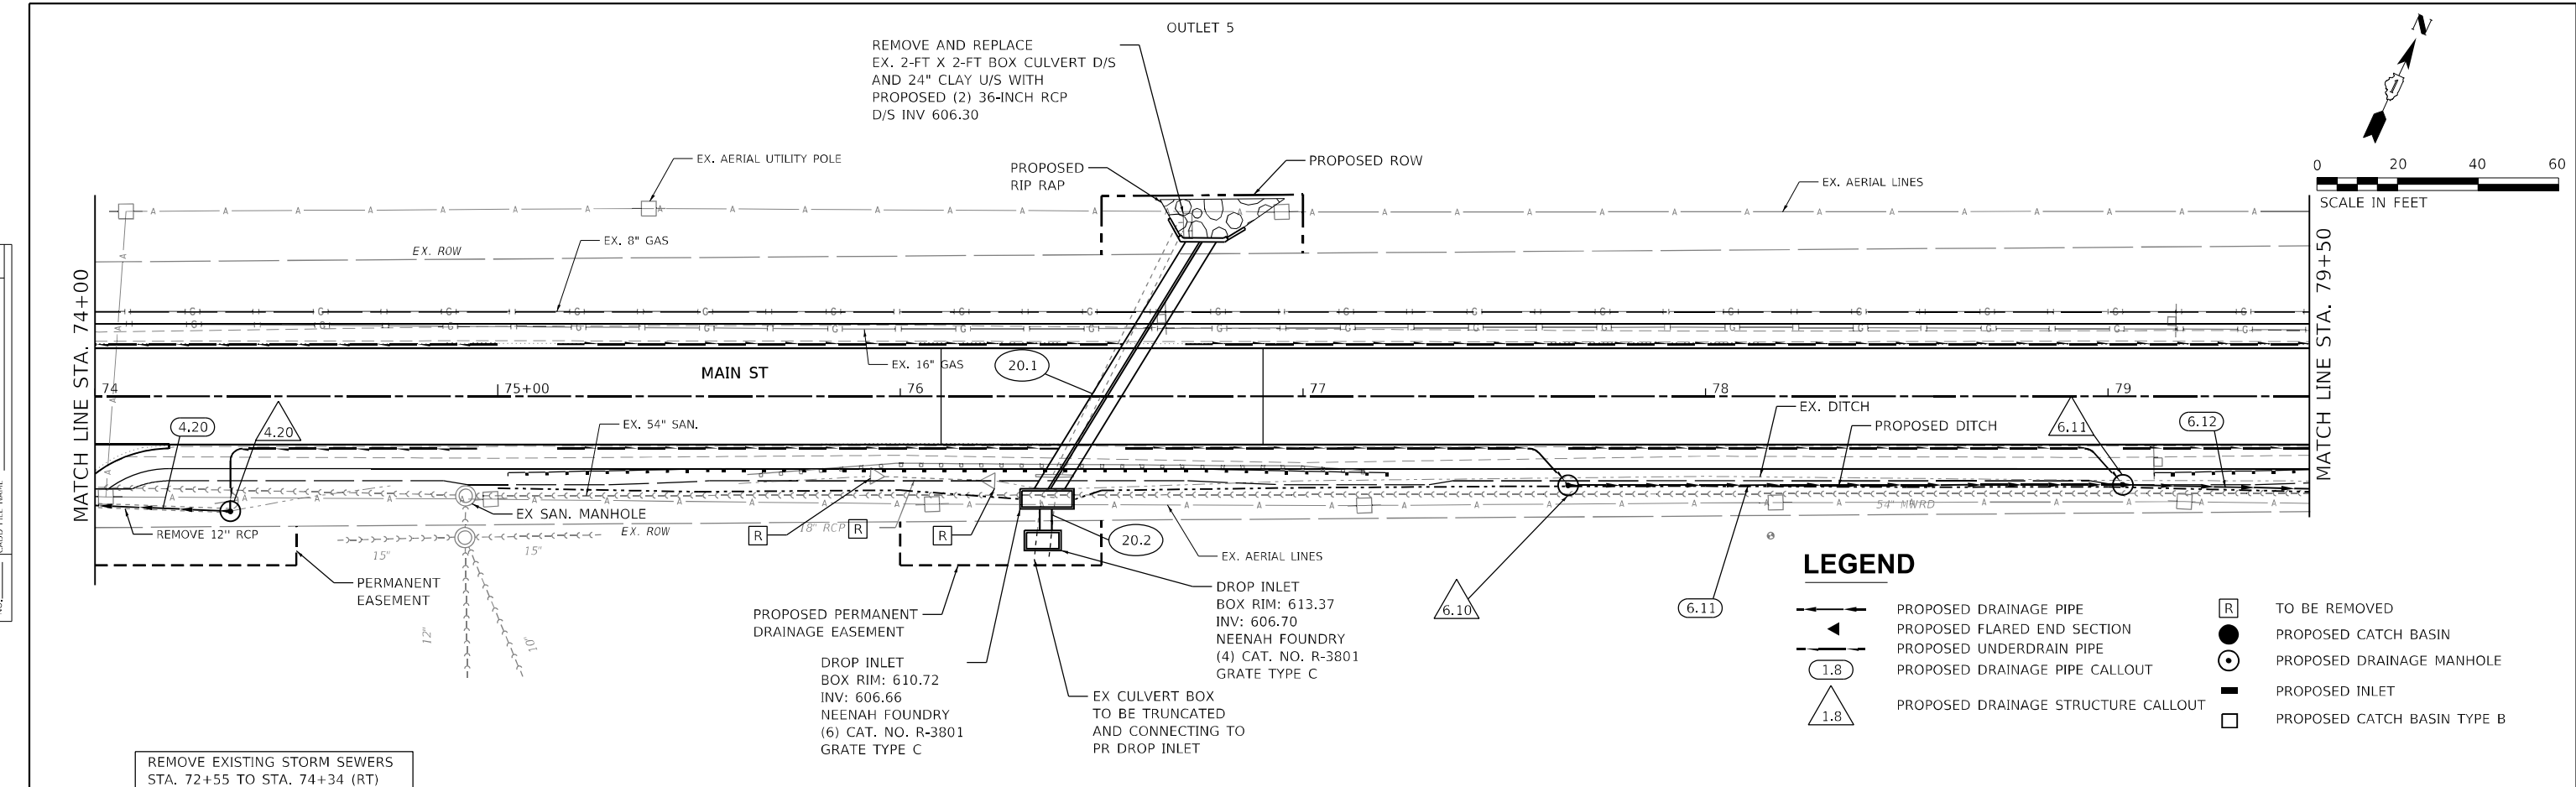 OUTLET 5
REMOVE AND REPLACE
EX. 2-FT X 2-FT BOX CULVERT D/S
AND 24" CLAY U/S WITH
PROPOSED (2) 36-INCH RCP
D/S INV 606.30
N
0 20 40 60
SCALE IN FEET
EX. AERIAL UTILITY POLE
PROPOSED
RIP RAP
PROPOSED ROW
EX. AERIAL LINES
EX. 8" GAS
EX. ROW
MATCH LINE STA. 74+00
MATCH LINE STA. 79+50
EX. 16" GAS
MAIN ST
20.1
74 75+00 76 77 78 79
4.20
4.20
EX. 54" SAN.
EX. DITCH
PROPOSED DITCH
6.11
6.12
REMOVE 12" RCP
EX SAN. MANHOLE
EX. ROW
15"
15"
18" RCP
R
R
R
20.2
54" MWRD
EX. AERIAL LINES
PERMANENT
EASEMENT
12"
10"
PROPOSED PERMANENT
DRAINAGE EASEMENT
DROP INLET
BOX RIM: 613.37
INV: 606.70
NEENAH FOUNDRY
(4) CAT. NO. R-3801
GRATE TYPE C
6.10
6.11
DROP INLET
BOX RIM: 610.72
INV: 606.66
NEENAH FOUNDRY
(6) CAT. NO. R-3801
GRATE TYPE C
EX CULVERT BOX
TO BE TRUNCATED
AND CONNECTING TO
PR DROP INLET
LEGEND
PROPOSED DRAINAGE PIPE
PROPOSED FLARED END SECTION
PROPOSED UNDERDRAIN PIPE
1.8 PROPOSED DRAINAGE PIPE CALLOUT
1.8 PROPOSED DRAINAGE STRUCTURE CALLOUT
R TO BE REMOVED
PROPOSED CATCH BASIN
PROPOSED DRAINAGE MANHOLE
PROPOSED INLET
PROPOSED CATCH BASIN TYPE B
REMOVE EXISTING STORM SEWERS
STA. 72+55 TO STA. 74+34 (RT)
NO.